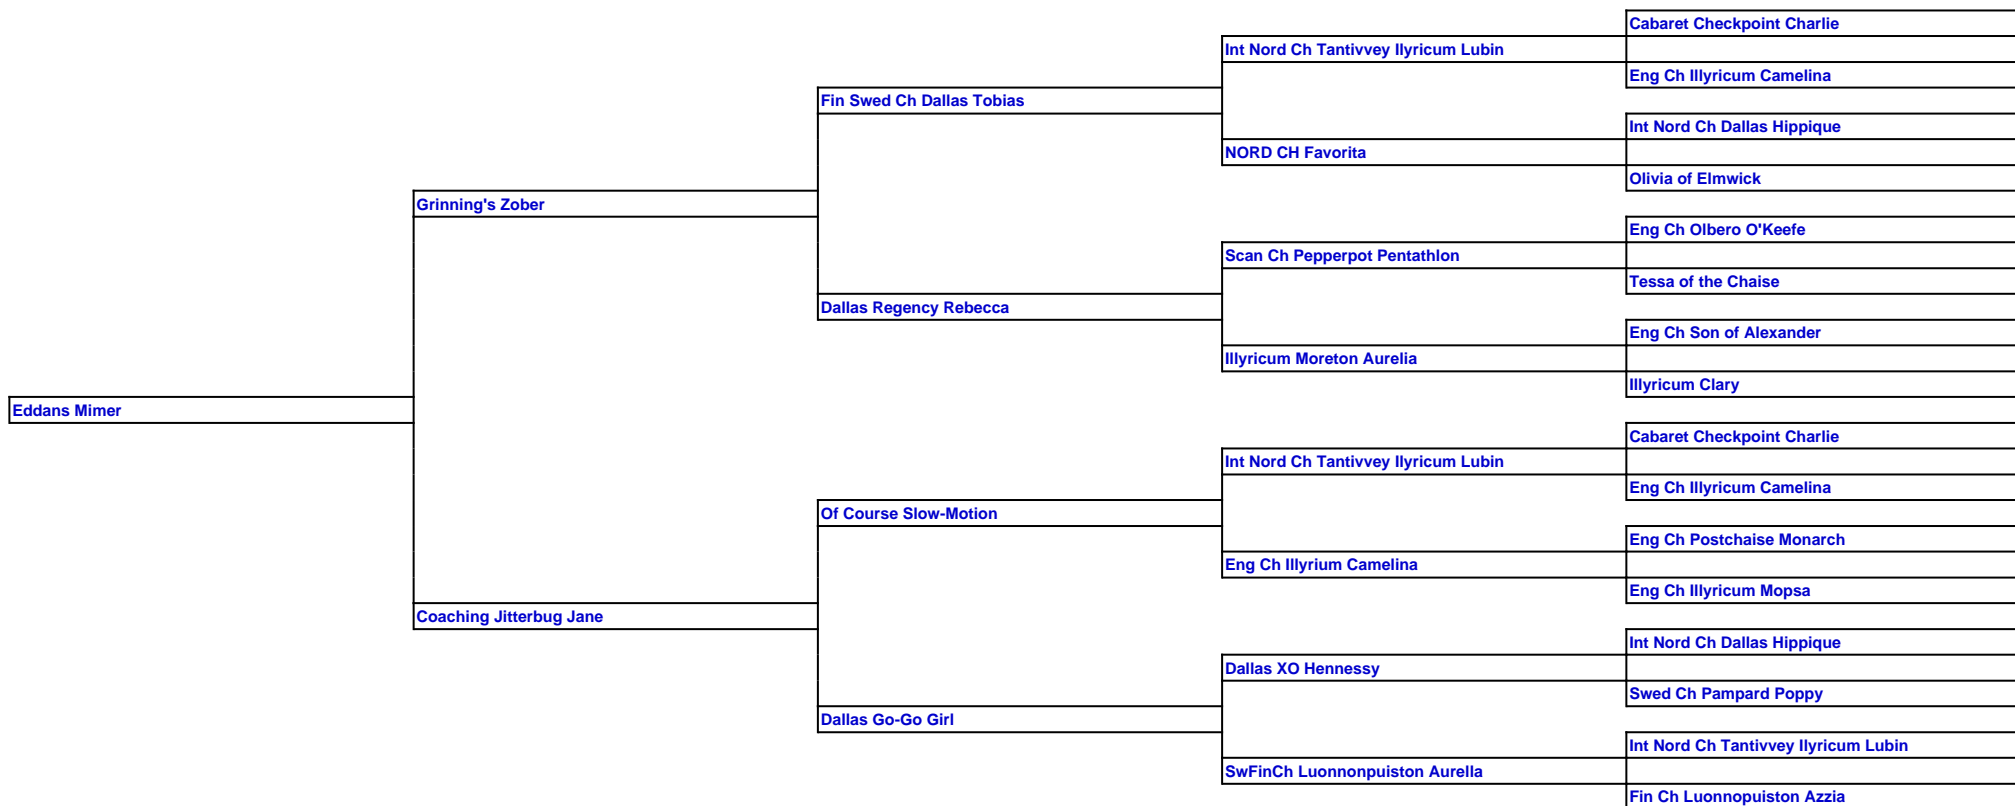 Cabaret Checkpoint Charlie
Int Nord Ch Tantivvey Ilyricum Lubin
Eng Ch Illyricum Camelina
Fin Swed Ch Dallas Tobias
Int Nord Ch Dallas Hippique
NORD CH Favorita
Olivia of Elmwick
Grinning's Zober
Eng Ch Olbero O'Keefe
Scan Ch Pepperpot Pentathlon
Tessa of the Chaise
Dallas Regency Rebecca
Eng Ch Son of Alexander
Illyricum Moreton Aurelia
Illyricum Clary
Eddans Mimer
Cabaret Checkpoint Charlie
Int Nord Ch Tantivvey Ilyricum Lubin
Eng Ch Illyricum Camelina
Of Course Slow-Motion
Eng Ch Postchaise Monarch
Eng Ch Illyrium Camelina
Eng Ch Illyricum Mopsa
Coaching Jitterbug Jane
Int Nord Ch Dallas Hippique
Dallas XO Hennessy
Swed Ch Pampard Poppy
Dallas Go-Go Girl
Int Nord Ch Tantivvey Ilyricum Lubin
SwFinCh Luonnonpuiston Aurella
Fin Ch Luonnopuiston Azzia